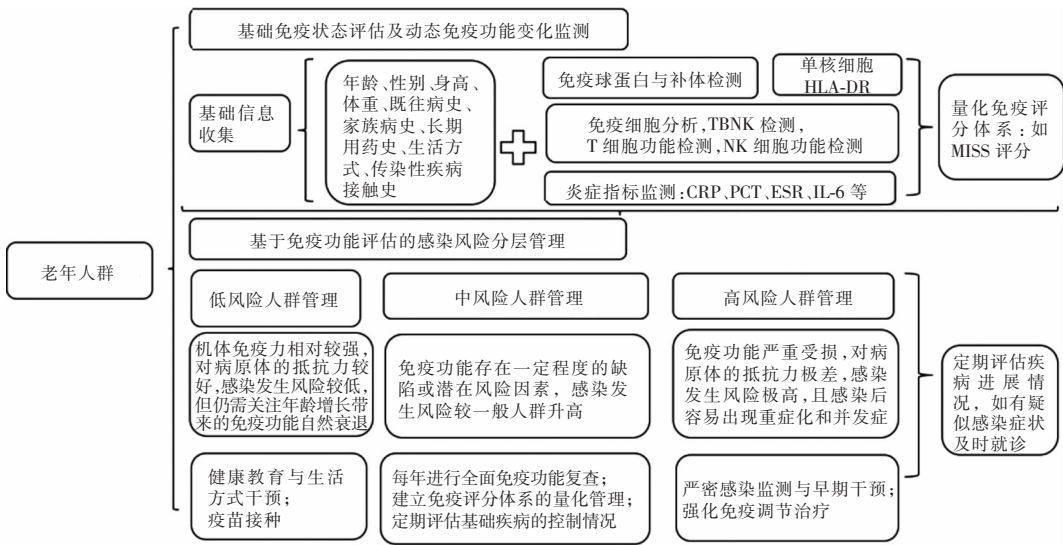 基础免疫状态评估及动态免疫功能变化监测
基础信息
收集
年龄、性别、身高、
体重、既往病史、
家族病史、长期
用药史、生活方
式、传染性疾病
接触史
免疫球蛋白与补体检测
单核细胞
HLA-DR
免疫细胞分析,TBNK 检测,
T 细胞功能检测,NK 细胞功能检测
炎症指标监测:CRP、PCT、ESR、IL-6 等
量化免疫评
分体系:如
MISS 评分
老年人群
基于免疫功能评估的感染风险分层管理
低风险人群管理
中风险人群管理
高风险人群管理
机体免疫力相对较强,
对病原体的抵抗力较
好,感染发生风险较低,
但仍需关注年龄增长带
来的免疫功能自然衰退
免疫功能存在一定程度的缺
陷或潜在风险因素，感染发
生风险较一般人群升高
免疫功能严重受损，对病
原体的抵抗力极差,感染
发生风险极高,且感染后
容易出现重症化和并发症
定期评估疾
病进展情
况，如有疑
似感染症状
及时就诊
健康教育与生活
方式干预;
疫苗接种
每年进行全面免疫功能复查;
建立免疫评分体系的量化管理;
定期评估基础疾病的控制情况
严密感染监测与早期干预;
强化免疫调节治疗